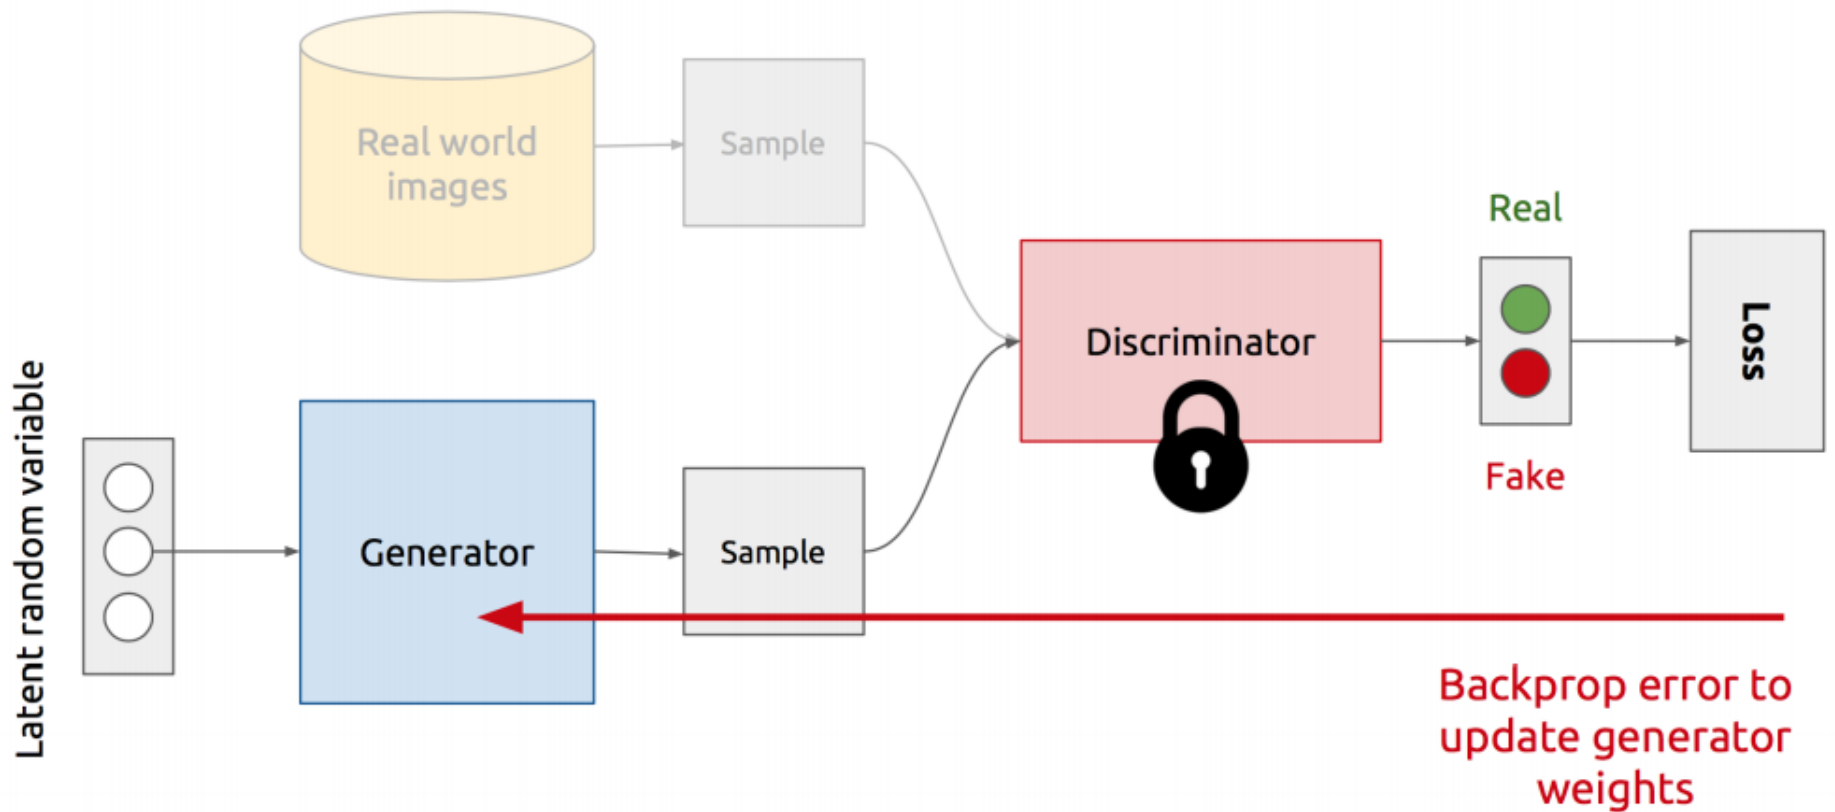 Real world
images
Sample
Real
Discriminator
Loss
Fake
Latent random variable
Generator
Sample
Backprop error to
update generator
weights